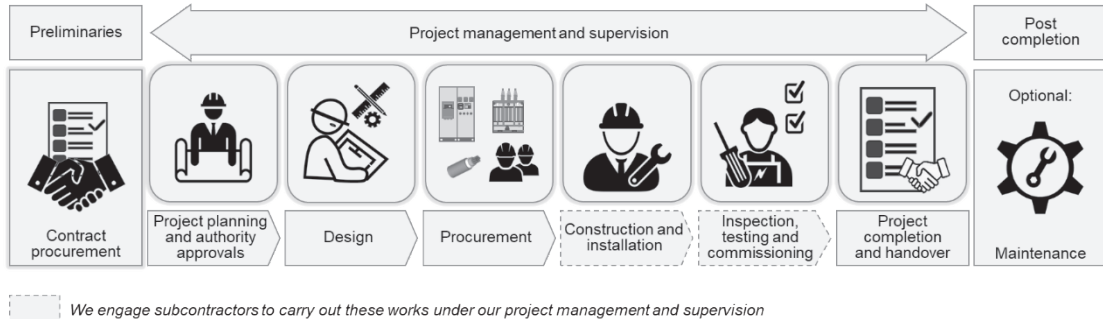 Preliminaries
Project management and supervision
Post
completion
Optional:
Contract
procurement
Project planning
and authority
approvals
Design
Procurement
Construction and
installation
Inspection,
testing and
commissioning
Project
completion
and handover
Maintenance
We engage subcontractors to carry out these works under our project management and supervision